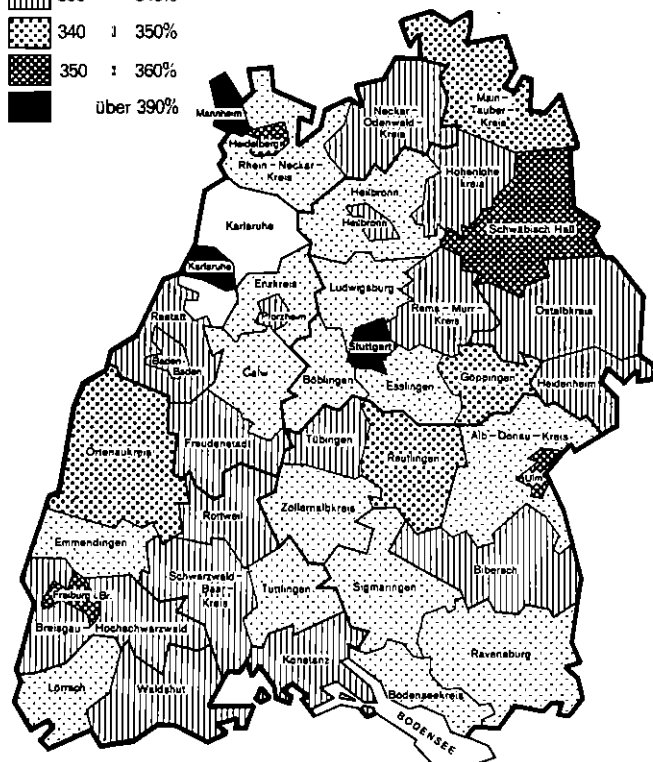 340 : 350%
350 : 360%
über 390%
Mannheim
Heidelberg
Rhein-Neckar-
Kreis
Neckar-
Odenwald-
Kreis
Main-
Tauber-
Kreis
Hohenlohe
kreis
Heilbronn
Heilbronn
Schwäbisch Hall
Karlsruhe
Karlsruhe
Enzkreis
Pforzheim
Ludwigsburg
Rems-Murr-
Kreis
Ostalbkreis
Rastatt
Baden
Baden
Calw
Böblingen
Stuttgart
Esslingen
Göppingen
Heidenheim
Ortenaukreis
Freudenstadt
Tübingen
Reutlingen
Alb-Donau-Kreis
Ulm
Rottweil
Zollernalbkreis
Emmendingen
Schwarzwald-
Baar-
Kreis
Tuttlingen
Sigmaringen
Biberach
Freiburg i.Br.
Breisgau
Hochschwarzwald
Konstanz
Ravensburg
Lörrach
Waldshut
Bodenseekreis
BODENSEE